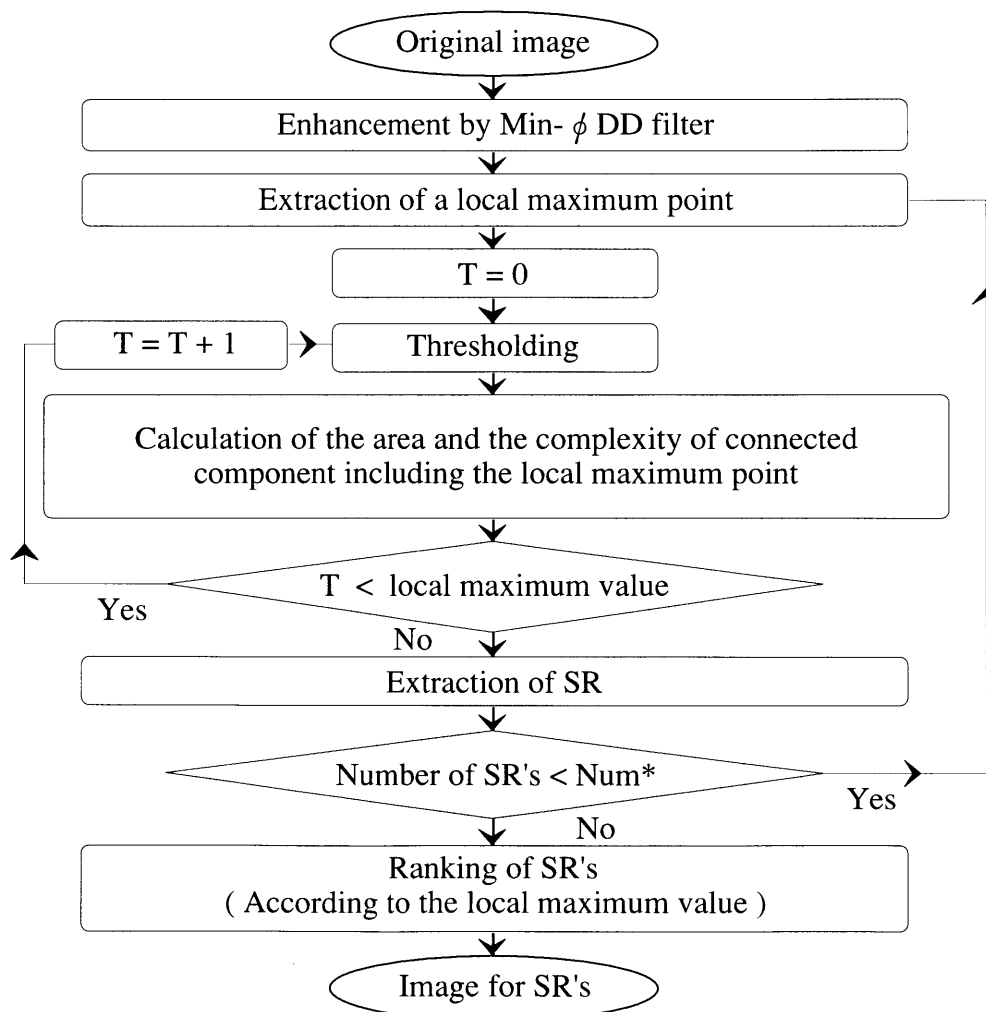 Original image
Enhancement by Min- ϕ DD filter
Extraction of a local maximum point
T = 0
T = T + 1
Thresholding
Calculation of the area and the complexity of connected
component including the local maximum point
T < local maximum value
Yes
No
Extraction of SR
Number of SR's < Num*
Yes
No
Ranking of SR's
( According to the local maximum value )
Image for SR's